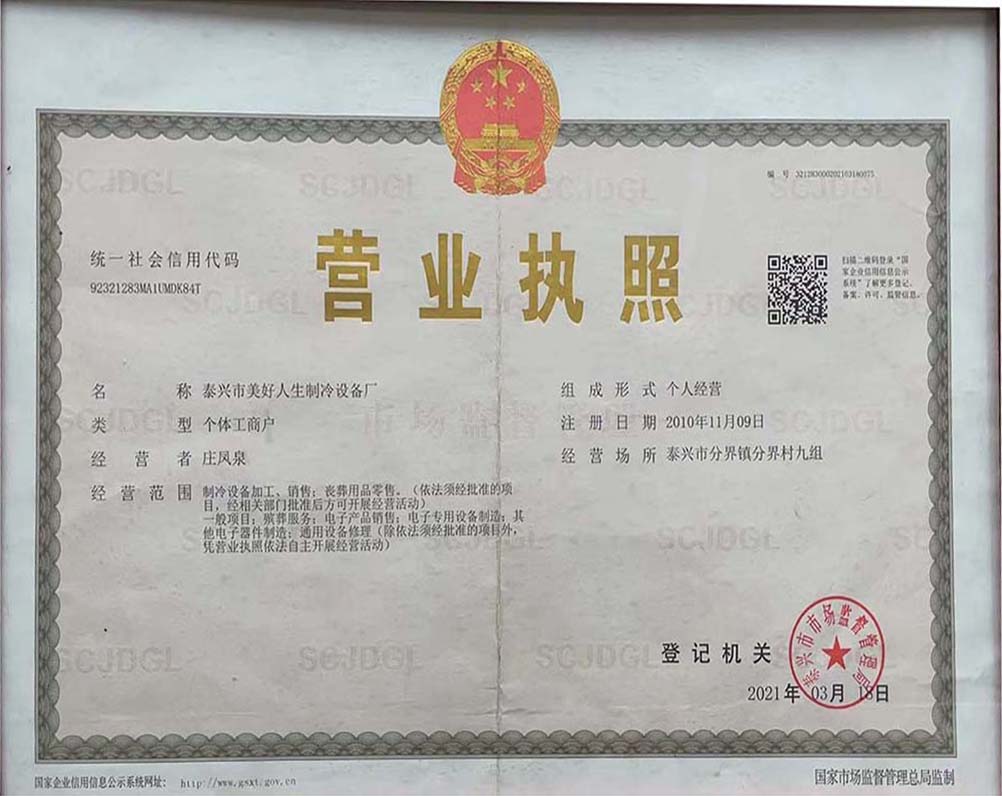 编 号 321283000202103180075
营业执照
统一社会信用代码
92321283MA1UMDK84T
扫描二维码登录“国
家企业信用信息公示
系统”了解更多登记、
备案、许可、监管信息。
名 称 泰兴市美好人生制冷设备厂
类 型 个体工商户
经 营 者 庄凤泉
经 营 范 围 制冷设备加工、销售；丧葬用品零售。（依法须经批准的项
目，经相关部门批准后方可开展经营活动）
一般项目：殡葬服务；电子产品销售；电子专用设备制造；其
他电子器件制造；通用设备修理（除依法须经批准的项目外，
凭营业执照依法自主开展经营活动）
组 成 形 式 个人经营
注 册 日 期 2010年11月09日
经 营 场 所 泰兴市分界镇分界村九组
市场监督管理
SCJDGL
登 记 机 关
泰兴市市场监督管理局
2021年 03月 18日
国家企业信用信息公示系统网址： http://www.gsxt.gov.cn
国家市场监督管理总局监制